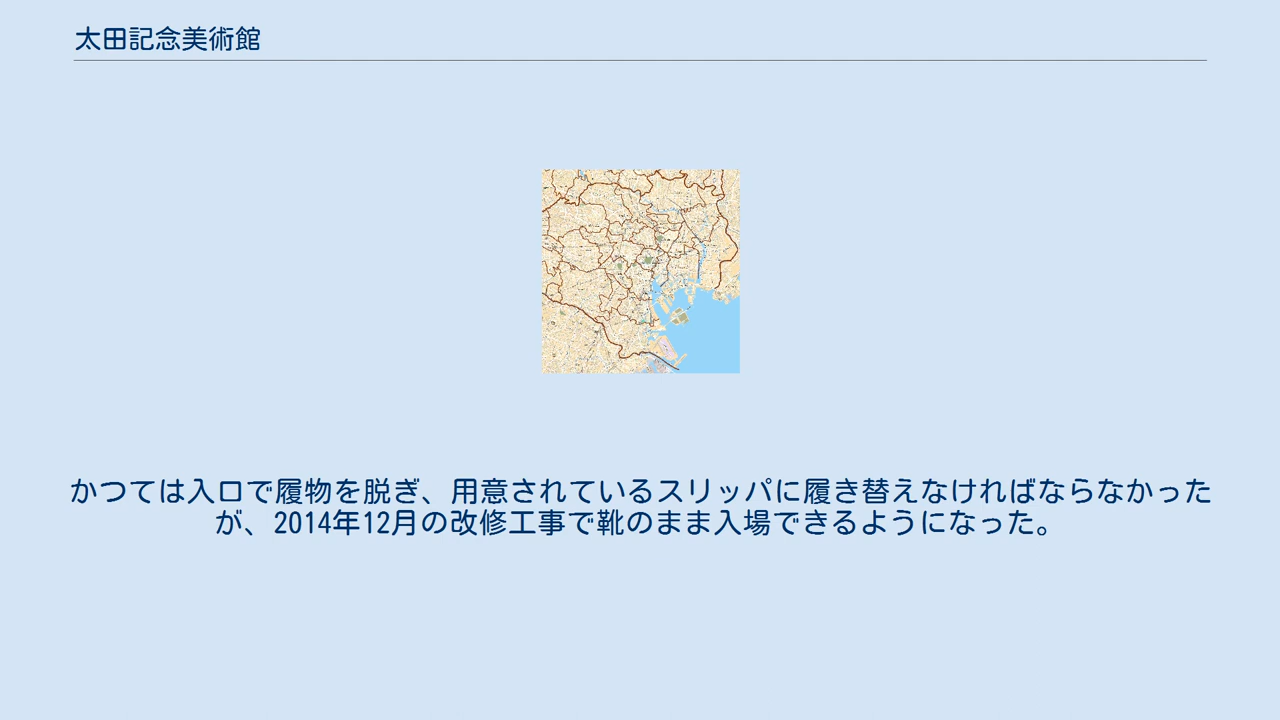 太田記念美術館
かつては入口で履物を脱ぎ、用意されているスリッパに履き替えなければならなかった
が、2014年12月の改修工事で靴のまま入場できるようになった。